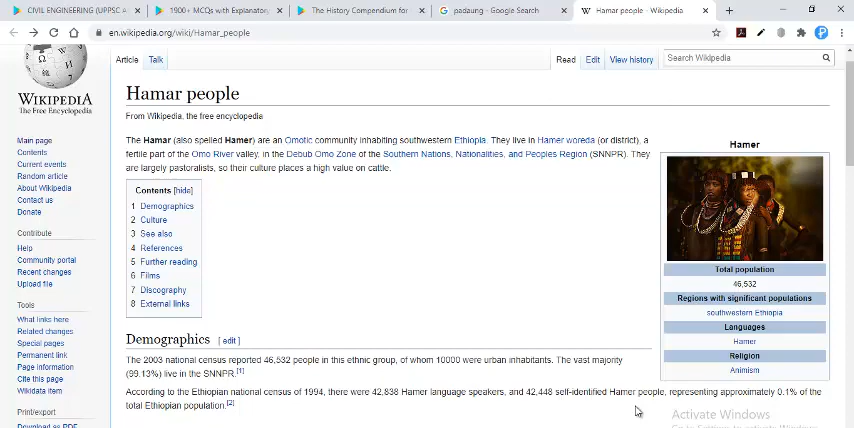 CIVIL ENGINEERING (UPPSC A
1900+ MCQs with Explanatory
The History Compendium for
padaung - Google Search
Hamar people - Wikipedia
en.wikipedia.org/wiki/Hamar_people
WIKIPEDIA
The Free Encyclopedia
Article Talk
Read Edit View history
Search Wikipedia
Main page
Contents
Current events
Random article
About Wikipedia
Contact us
Donate
Contribute
Help
Community portal
Recent changes
Upload file
Tools
What links here
Related changes
Special pages
Permanent link
Page information
Cite this page
Wikidata item
Print/export
Download as PDF
Hamar people
From Wikipedia, the free encyclopedia
The Hamar (also spelled Hamer) are an Omotic community inhabiting southwestern Ethiopia. They live in Hamer woreda (or district), a
fertile part of the Omo River valley, in the Debub Omo Zone of the Southern Nations, Nationalities, and Peoples Region (SNNPR). They
are largely pastoralists, so their culture places a high value on cattle.
Contents [hide]
1 Demographics
2 Culture
3 See also
4 References
5 Further reading
6 Films
7 Discography
8 External links
Hamer
Total population
46,532
Regions with significant populations
southwestern Ethiopia
Languages
Hamer
Religion
Animism
Demographics [ edit ]
The 2003 national census reported 46,532 people in this ethnic group, of whom 10000 were urban inhabitants. The vast majority
(99.13%) live in the SNNPR.[1]
According to the Ethiopian national census of 1994, there were 42,838 Hamer language speakers, and 42,448 self-identified Hamer people, representing approximately 0.1% of the
total Ethiopian population.[2]
Activate Windows